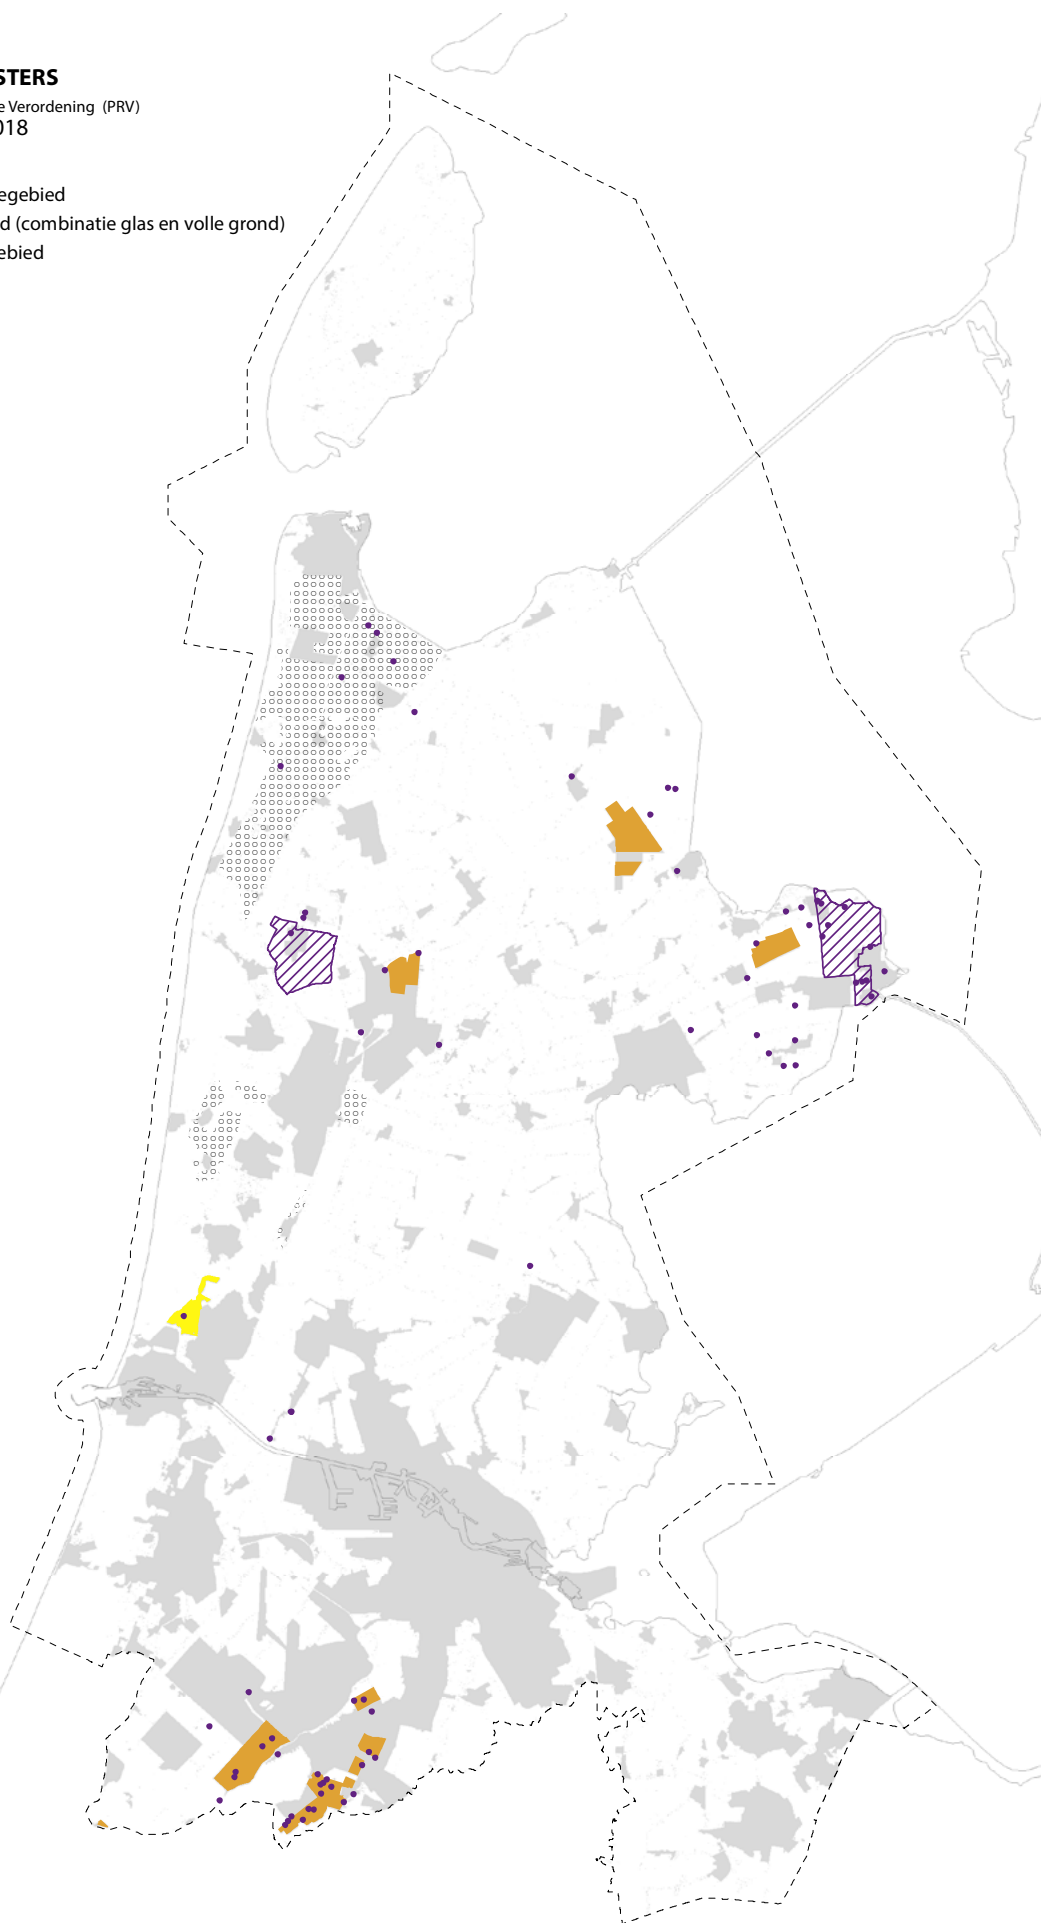 STERS
e Verordening (PRV)
018
egebied
d (combinatie glas en volle grond)
ebied